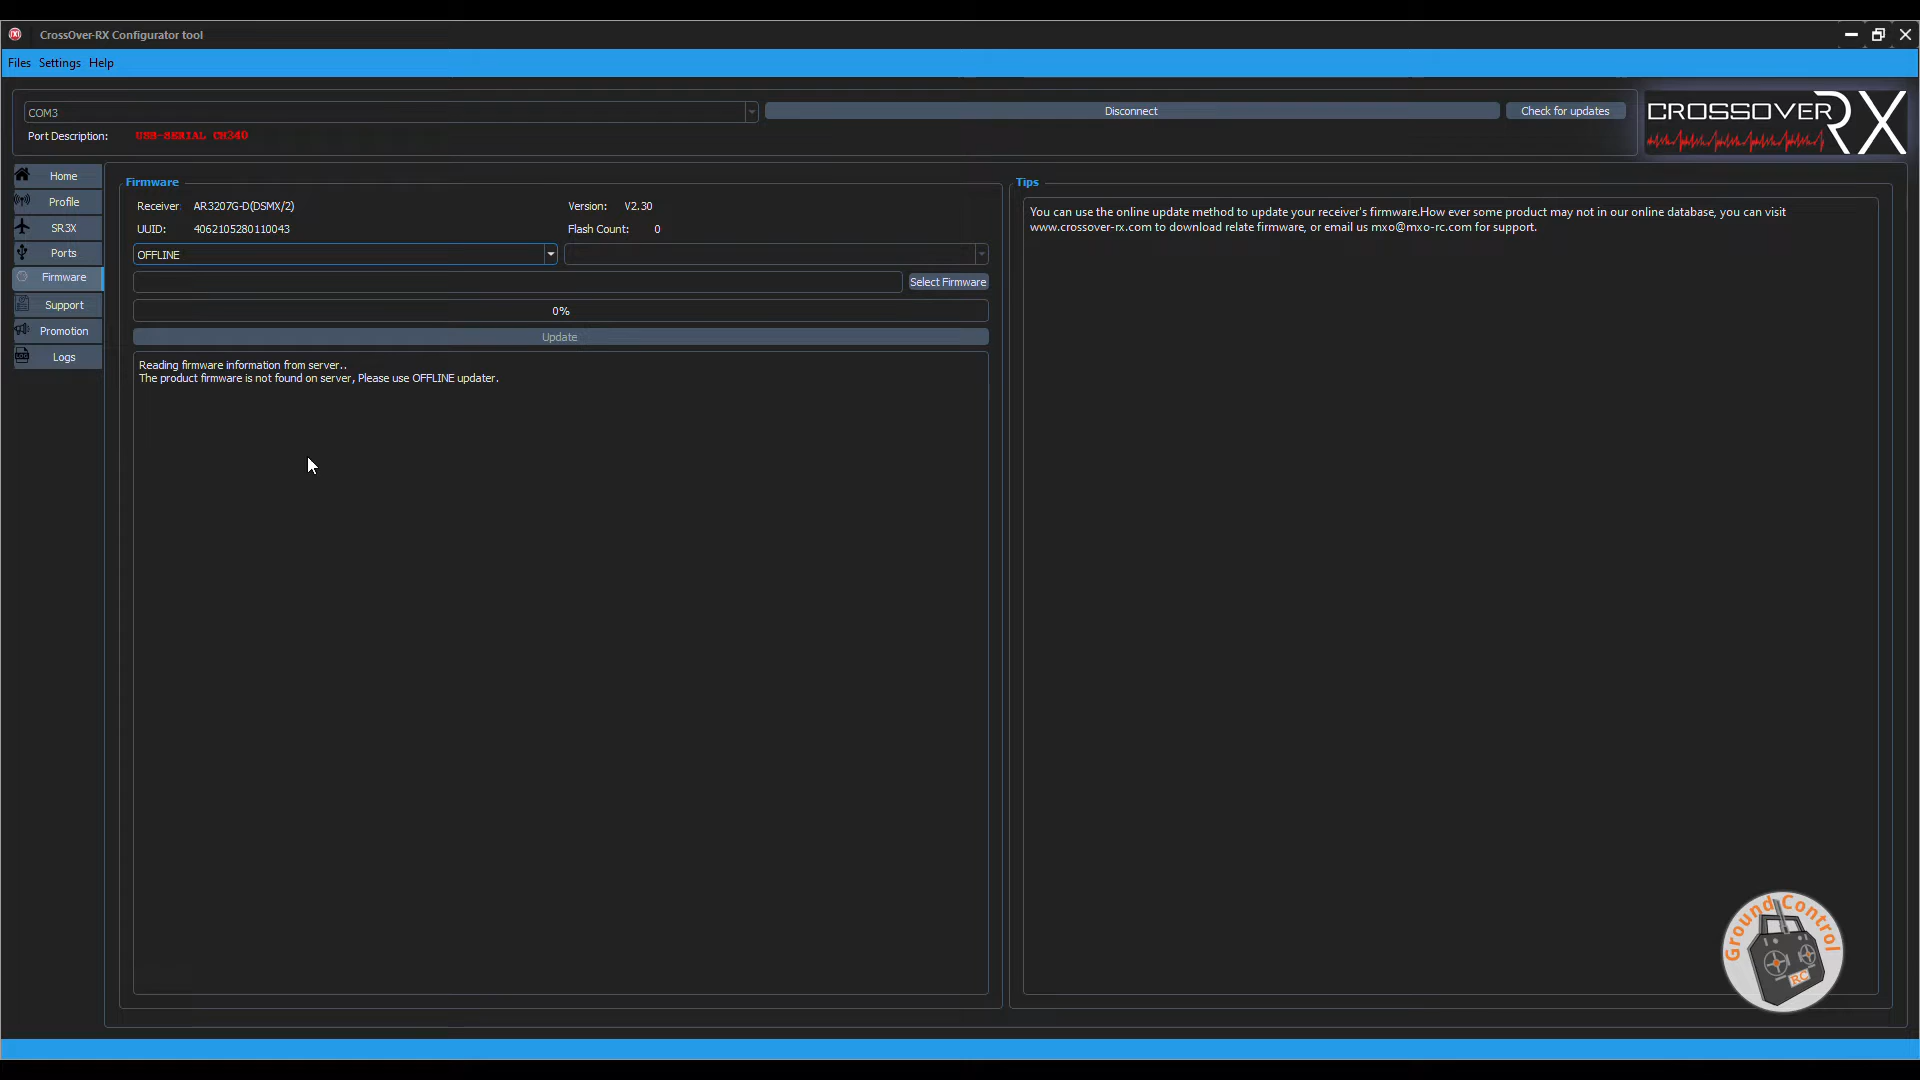 CrossOver-RX Configurator tool
Files Settings Help
COM3
Disconnect
Check for updates
CROSSOVER RX
Port Description: USB-SERIAL CH340
Home
Profile
SR3X
Ports
Firmware
Support
Promotion
Logs
Firmware
Receiver: AR3207G-D(DSMX/2) Version: V2.30
UUID: 4062105280110043 Flash Count: 0
OFFLINE
Select Firmware
0%
Update
Reading firmware information from server..
The product firmware is not found on server, Please use OFFLINE updater.
Tips
You can use the online update method to update your receiver's firmware.How ever some product may not in our online database, you can visit
www.crossover-rx.com to download relate firmware, or email us mxo@mxo-rc.com for support.
Ground Control
RC